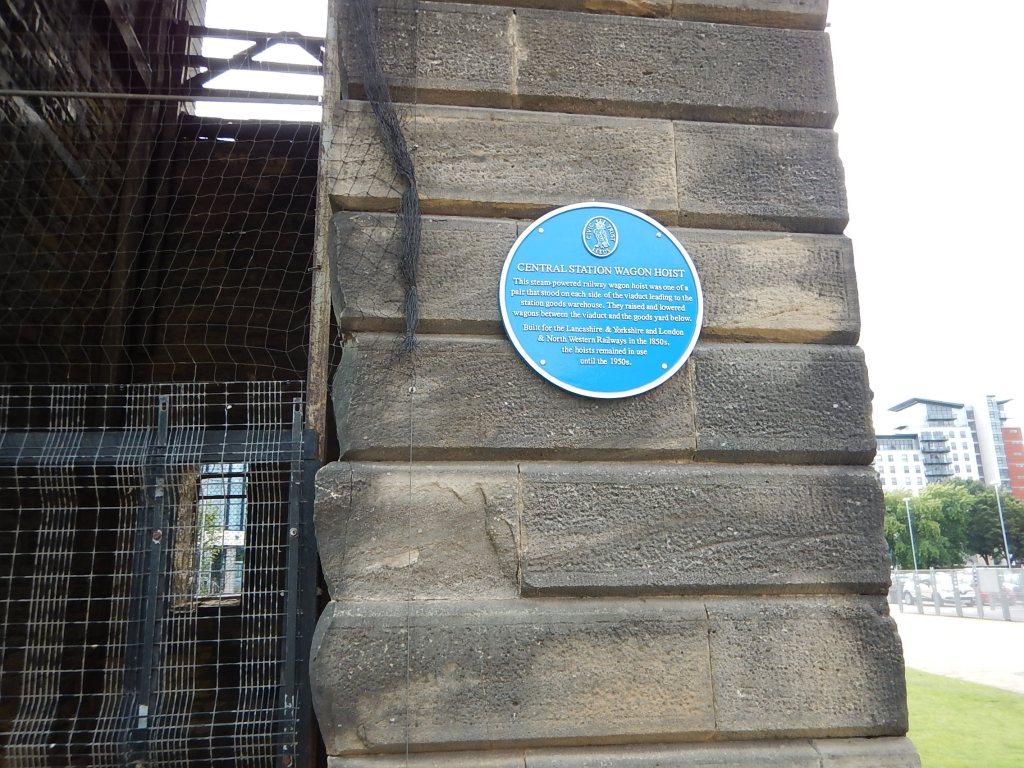 CIVIC TRUST
LEEDS
CENTRAL STATION WAGON HOIST
This steam-powered railway wagon hoist was one of a
pair that stood on each side of the viaduct leading to the
station goods warehouse. They raised and lowered
wagons between the viaduct and the goods yard below.
Built for the Lancashire & Yorkshire and London
& North Western Railways in the 1850s,
the hoists remained in use
until the 1950s.